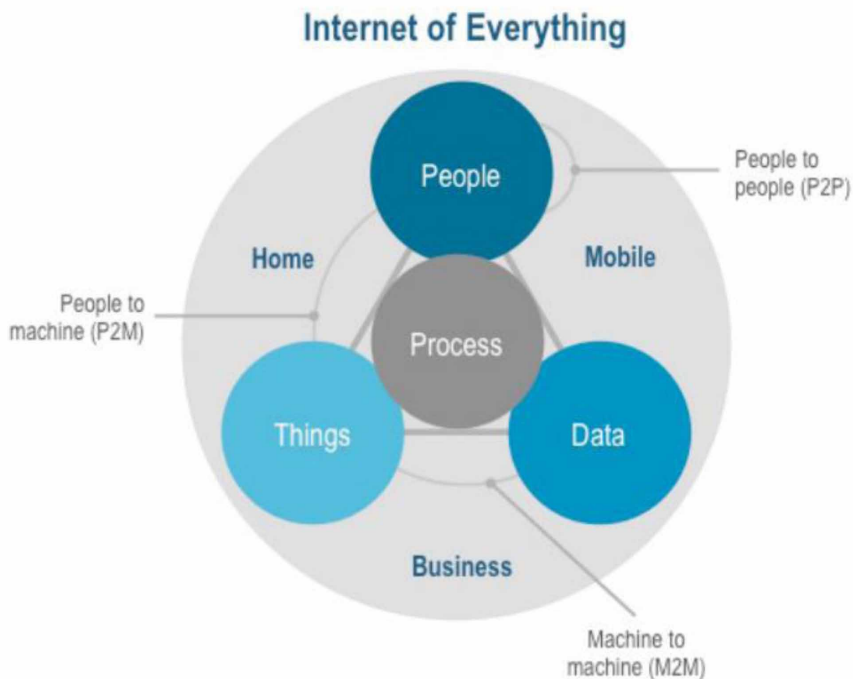 Internet of Everything
People
People to
people (P2P)
Home
Mobile
People to
machine (P2M)
Process
Things
Data
Business
Machine to
machine (M2M)